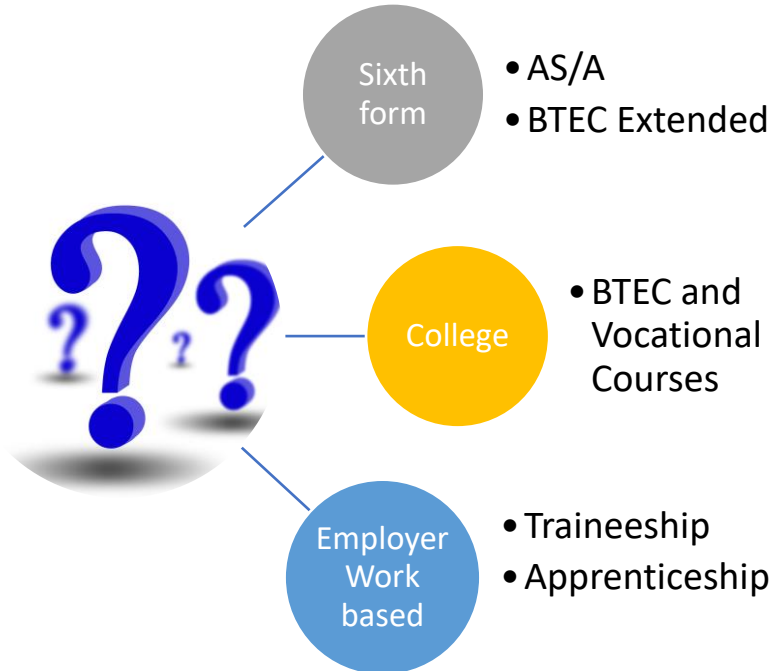 Sixth
form
• AS/A
• BTEC Extended
College
• BTEC and
Vocational
Courses
Employer
Work
based
• Traineeship
• Apprenticeship